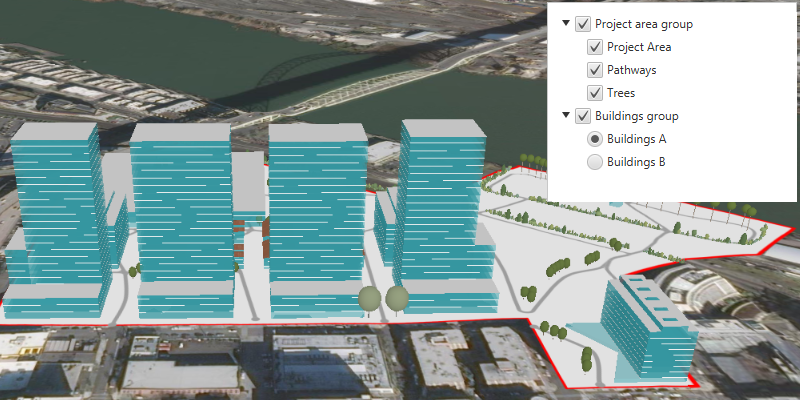 Project area group
Project Area
Pathways
Trees
Buildings group
Buildings A
Buildings B